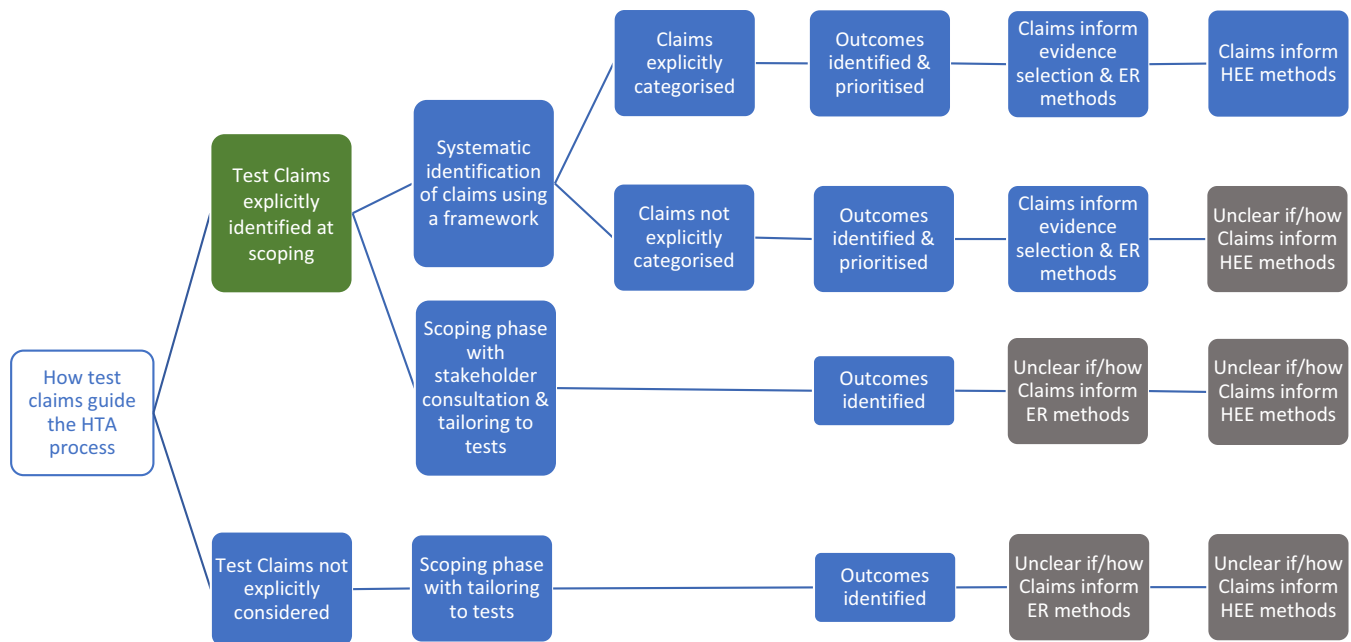 How test
claims guide
the HTA
process
Test Claims
explicitly
identified at
scoping
Systematic
identification
of claims using
a framework
Claims
explicitly
categorised
Outcomes
identified &
prioritised
Claims inform
evidence
selection & ER
methods
Claims inform
HEE methods
Claims not
explicitly
categorised
Outcomes
identified &
prioritised
Claims inform
evidence
selection & ER
methods
Unclear if/how
Claims inform
HEE methods
Scoping phase
with
stakeholder
consultation &
tailoring to
tests
Outcomes
identified
Unclear if/how
Claims inform
ER methods
Unclear if/how
Claims inform
HEE methods
Test Claims not
explicitly
considered
Scoping phase
with tailoring
to tests
Outcomes
identified
Unclear if/how
Claims inform
ER methods
Unclear if/how
Claims inform
HEE methods